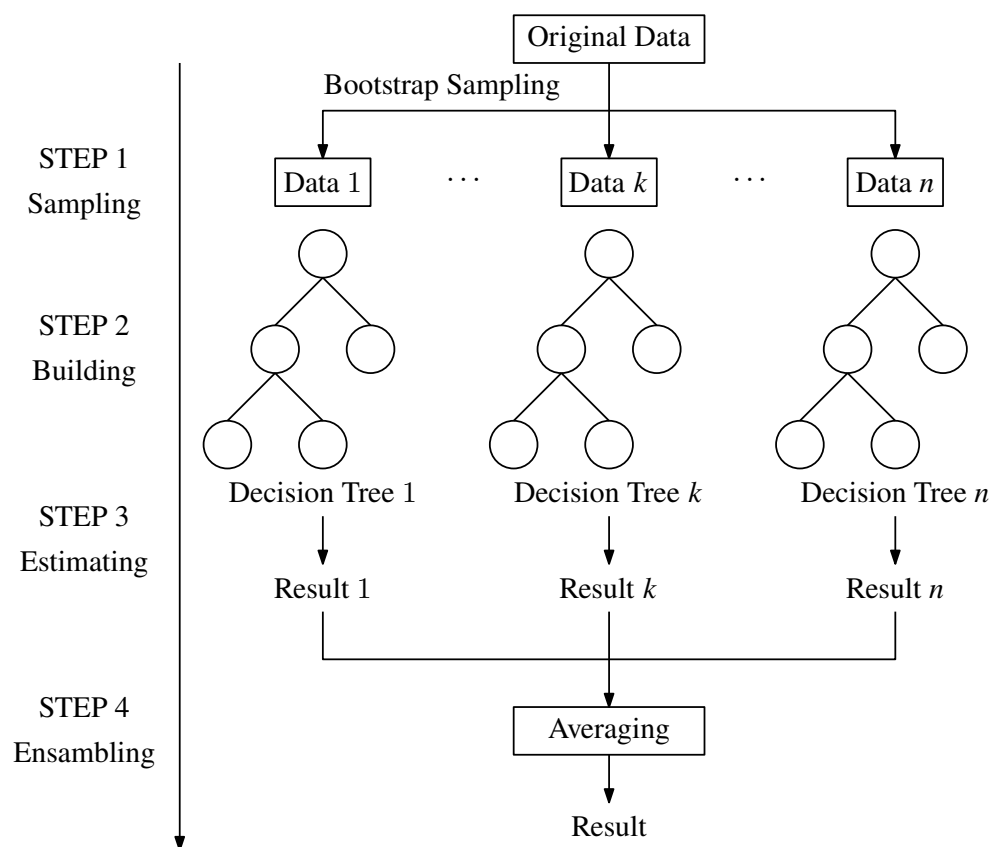 Original Data
Bootstrap Sampling
STEP 1
Sampling
Data 1
· · ·
Data k
· · ·
Data n
STEP 2
Building
Decision Tree 1
Decision Tree k
Decision Tree n
STEP 3
Estimating
Result 1
Result k
Result n
STEP 4
Ensambling
Averaging
Result